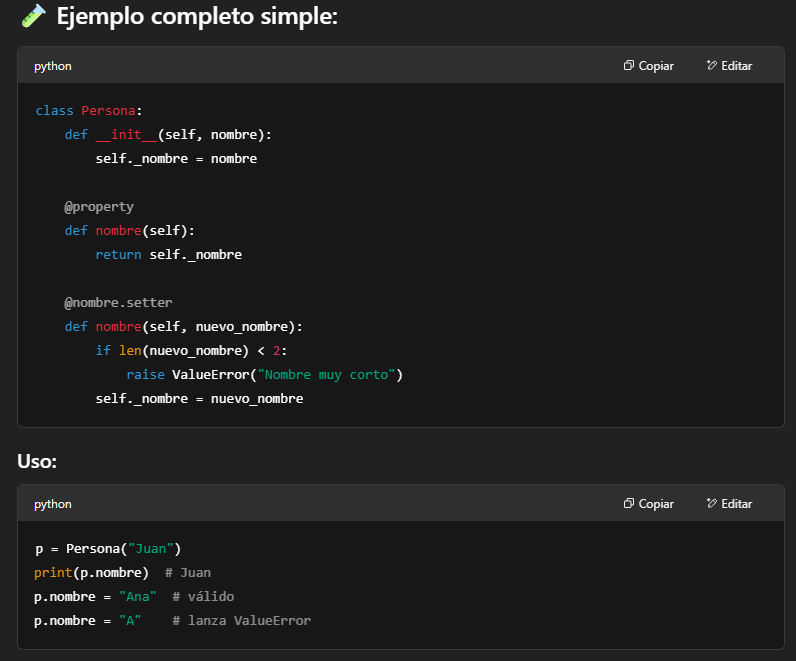 Ejemplo completo simple:
python Copiar Editar
class Persona:
    def __init__(self, nombre):
        self._nombre = nombre

    @property
    def nombre(self):
        return self._nombre

    @nombre.setter
    def nombre(self, nuevo_nombre):
        if len(nuevo_nombre) < 2:
            raise ValueError("Nombre muy corto")
        self._nombre = nuevo_nombre
Uso:
python Copiar Editar
p = Persona("Juan")
print(p.nombre)  # Juan
p.nombre = "Ana"  # válido
p.nombre = "A"    # lanza ValueError